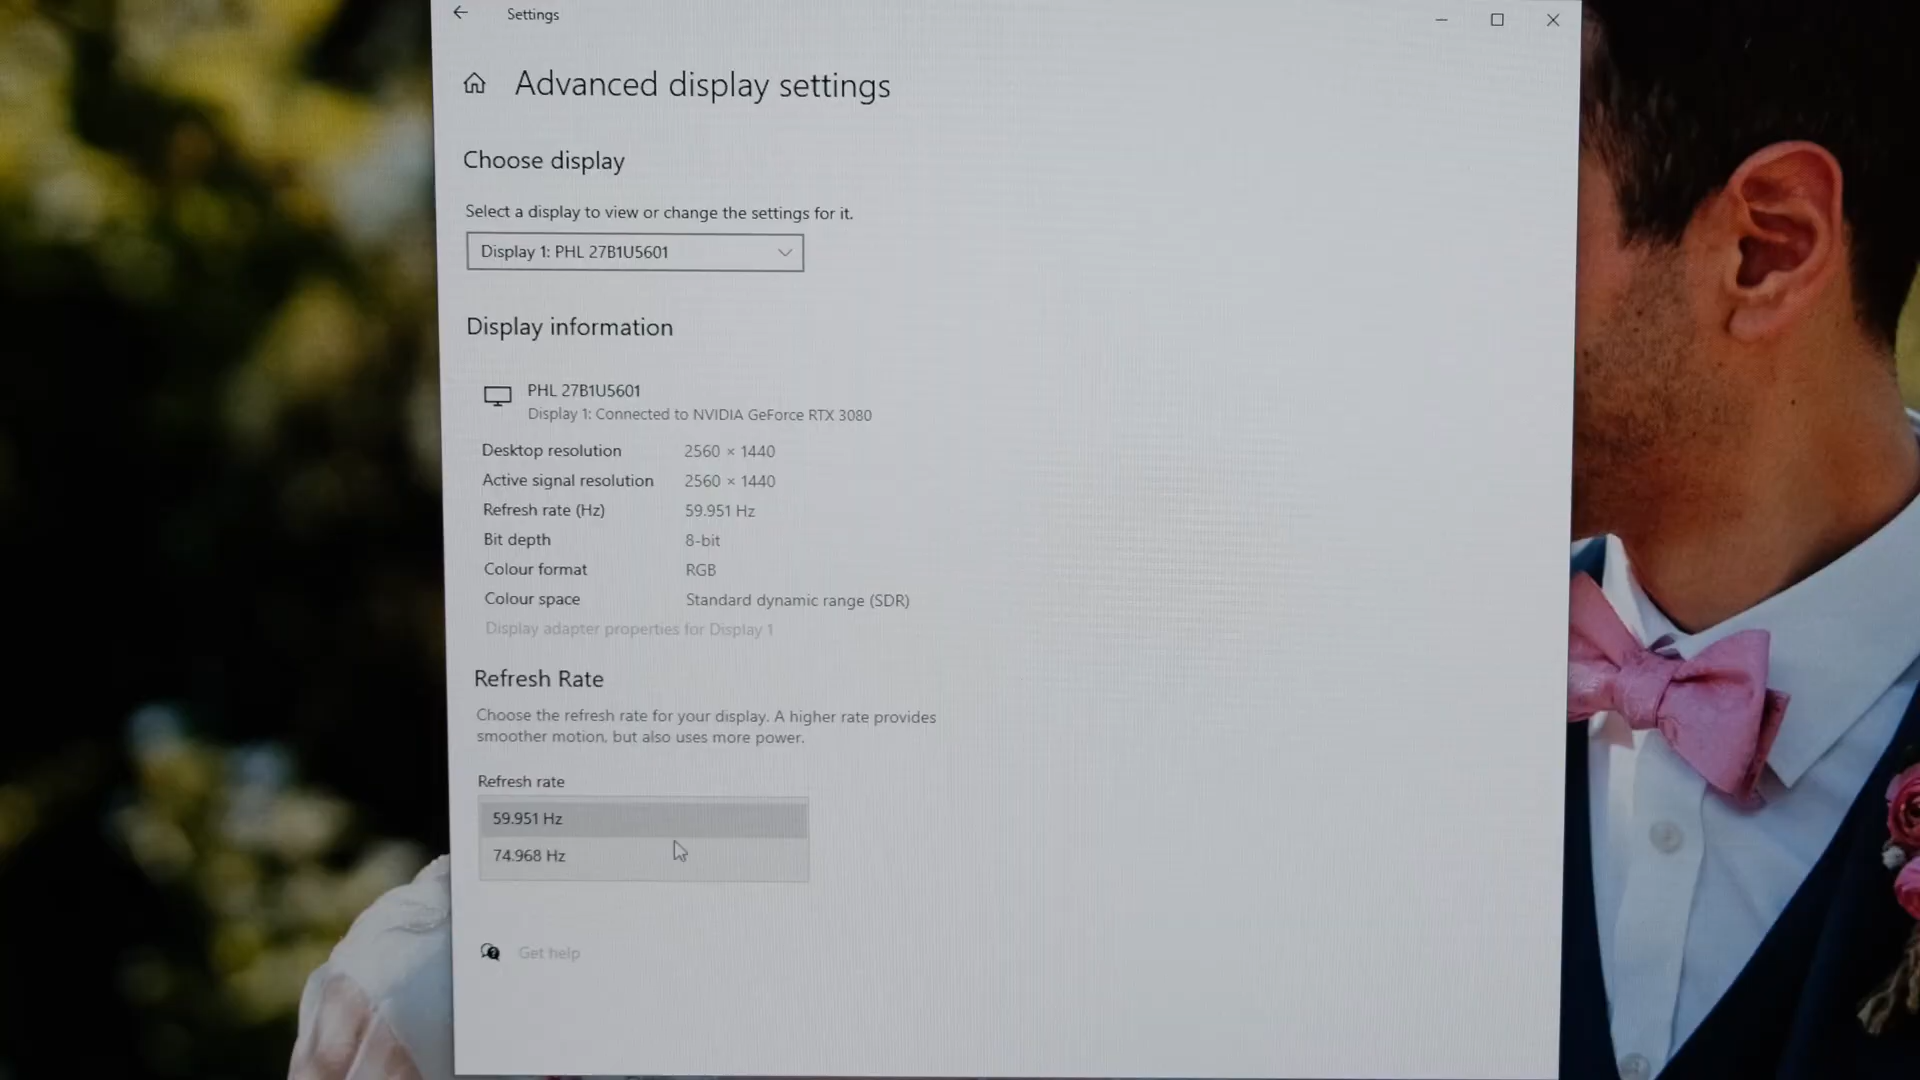 Settings
Advanced display settings
Choose display
Select a display to view or change the settings for it.
Display 1: PHL 27B1U5601
Display information
PHL 27B1U5601
Display 1: Connected to NVIDIA GeForce RTX 3080
Desktop resolution 2560 × 1440
Active signal resolution 2560 × 1440
Refresh rate (Hz) 59.951 Hz
Bit depth 8-bit
Colour format RGB
Colour space Standard dynamic range (SDR)
Display adapter properties for Display 1
Refresh Rate
Choose the refresh rate for your display. A higher rate provides
smoother motion, but also uses more power.
Refresh rate
59.951 Hz
74.968 Hz
Get help